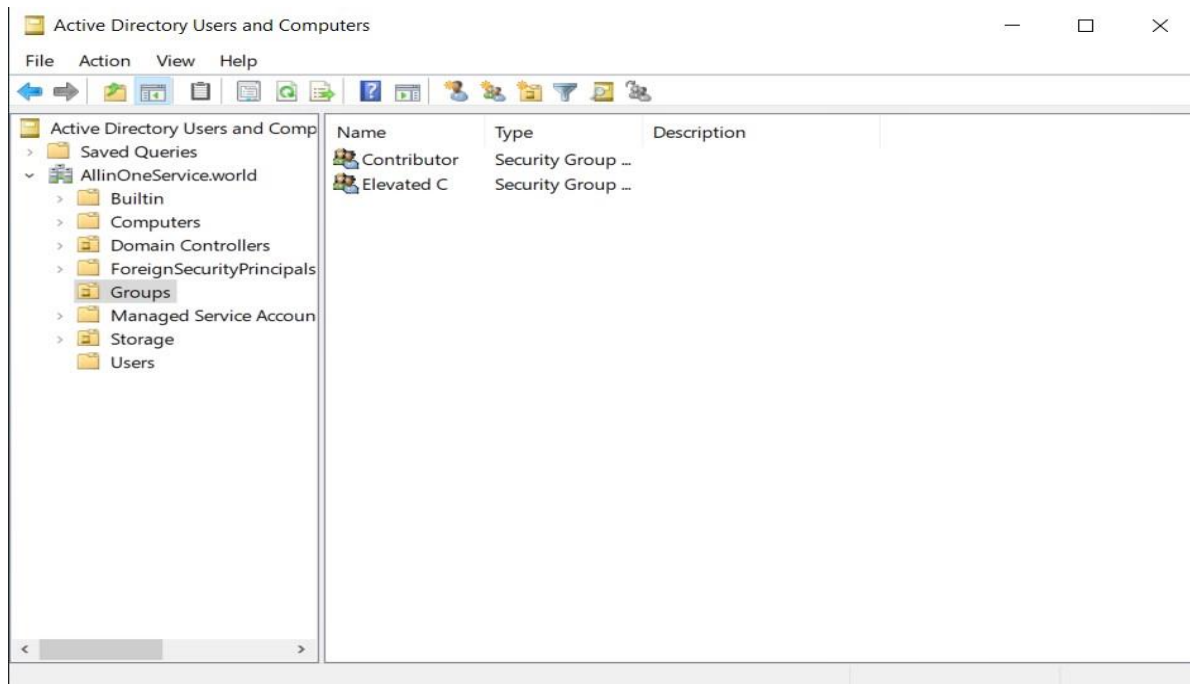 Active Directory Users and Computers
File Action View Help
Active Directory Users and Comp
Saved Queries
AllinOneService.world
Builtin
Computers
Domain Controllers
ForeignSecurityPrincipals
Groups
Managed Service Accoun
Storage
Users
Name Type Description
Contributor Security Group ...
Elevated C Security Group ...